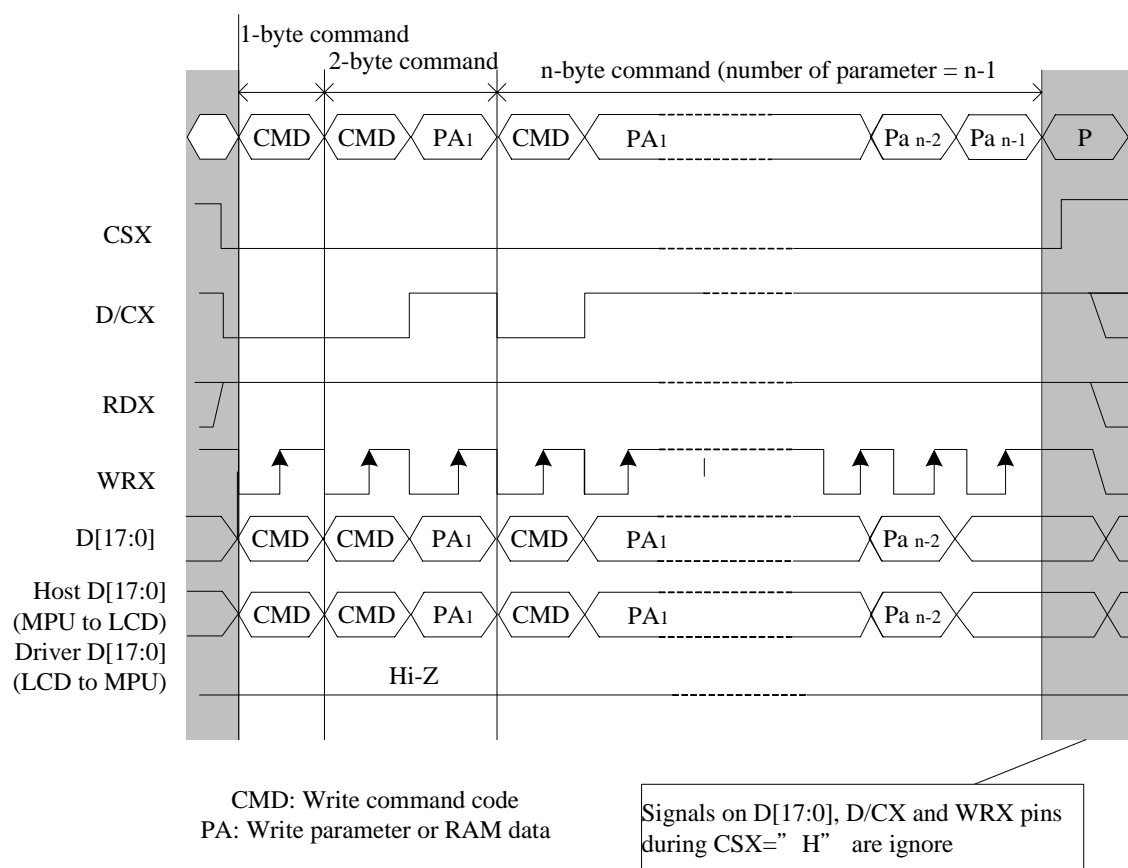 1-byte command
2-byte command
n-byte command (number of parameter = n-1
CMD CMD PA1 CMD PA1 Pa n-2 Pa n-1 P
CSX
D/CX
RDX
WRX
D[17:0] CMD CMD PA1 CMD PA1 Pa n-2
Host D[17:0]
(MPU to LCD) CMD CMD PA1 CMD PA1 Pa n-2
Driver D[17:0]
(LCD to MPU) Hi-Z
CMD: Write command code
PA: Write parameter or RAM data
Signals on D[17:0], D/CX and WRX pins
during CSX=”H” are ignore